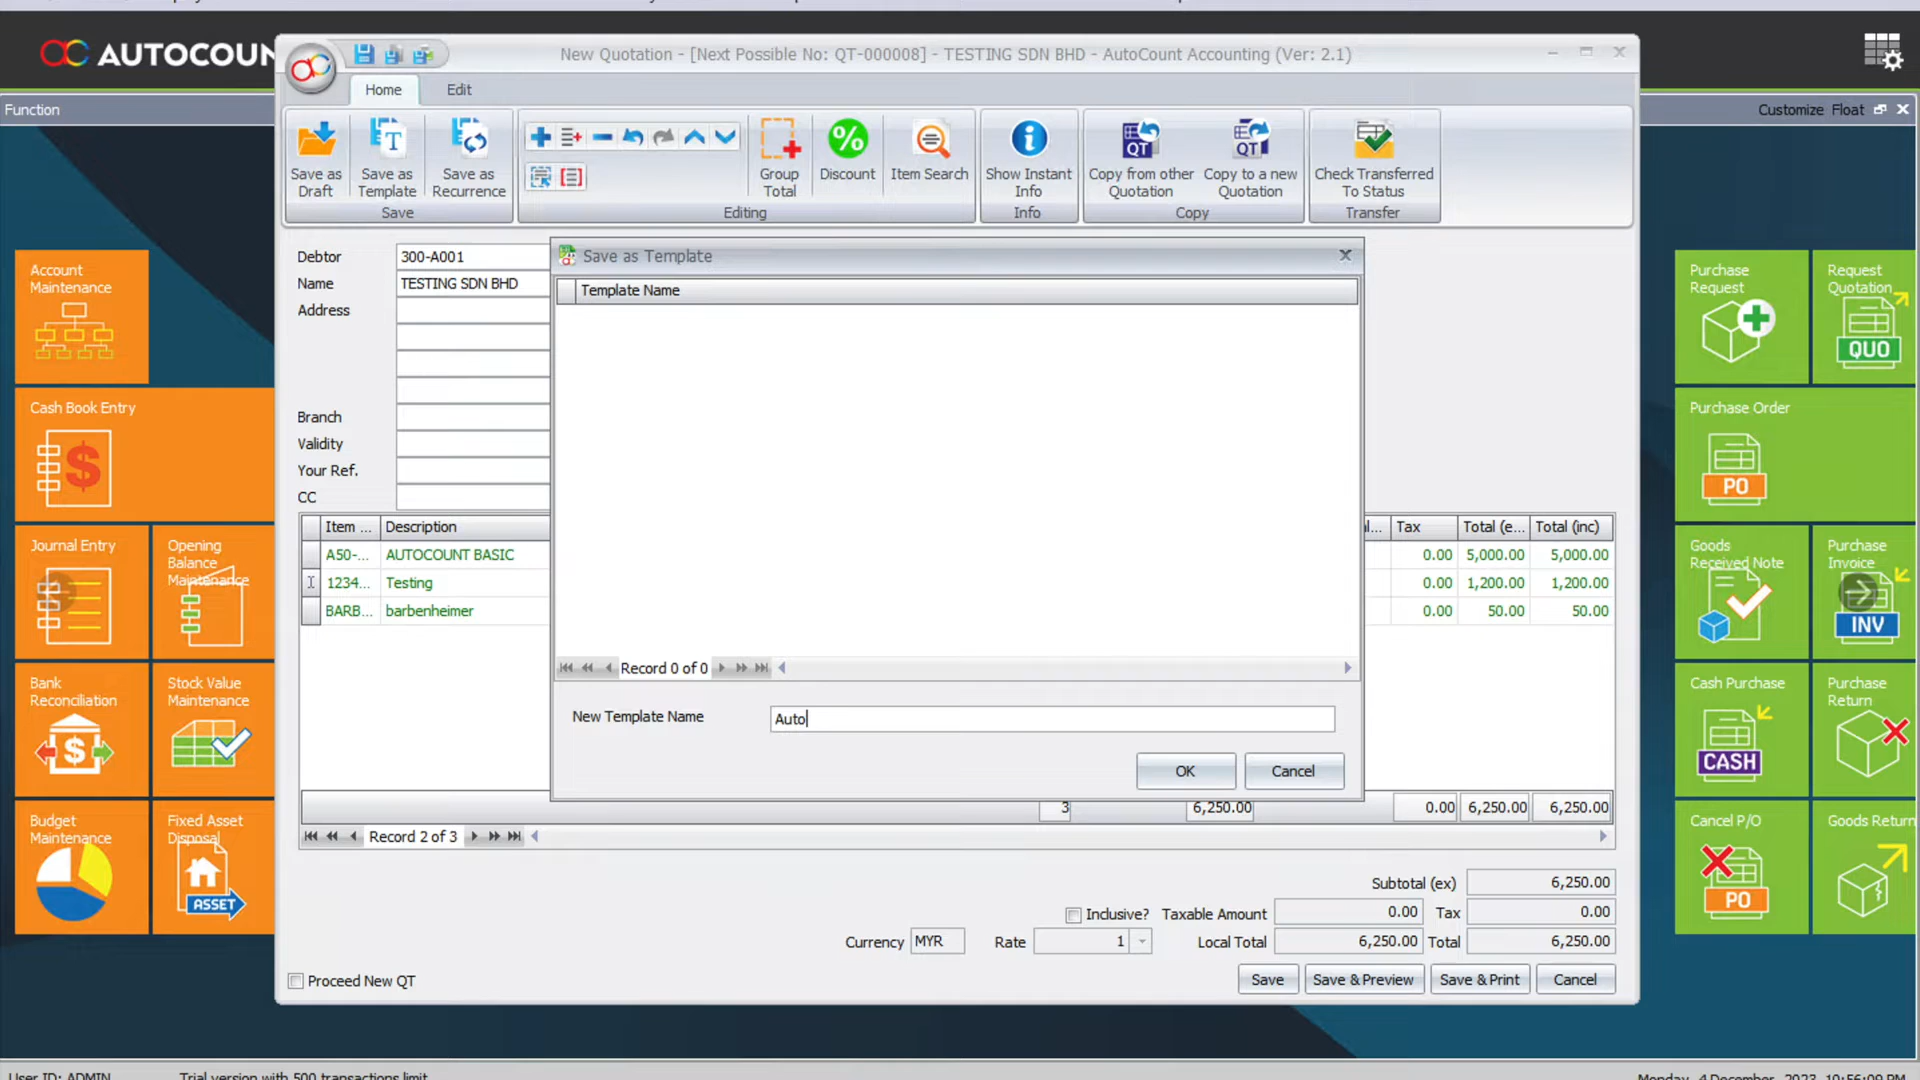 AUTOCOUN
New Quotation - [Next Possible No: QT-000008] - TESTING SDN BHD - AutoCount Accounting (Ver: 2.1)
Home Edit
Function
Customize Float
Save as Draft
Save as Template
Save as Recurrence
Group Total
Discount
Item Search
Show Instant Info
QT
Copy from other Quotation
QT
Copy to a new Quotation
Check Transferred To Status
Save Editing Info Copy Transfer
Debtor 300-A001
Name TESTING SDN BHD
Address
Branch
Validity
Your Ref.
CC
Save as Template
Template Name
Record 0 of 0
New Template Name Auto
OK Cancel
Item ... Description Tax Total (e... Total (inc)
A50-... AUTOCOUNT BASIC 0.00 5,000.00 5,000.00
1234... Testing 0.00 1,200.00 1,200.00
BARB... barbenheimer 0.00 50.00 50.00
3 6,250.00 0.00 6,250.00 6,250.00
Record 2 of 3
Subtotal (ex) 6,250.00
Inclusive? Taxable Amount 0.00 Tax 0.00
Currency MYR Rate 1 Local Total 6,250.00 Total 6,250.00
Proceed New QT
Save Save & Preview Save & Print Cancel
Account Maintenance
Cash Book Entry
Journal Entry
Opening Balance Maintenance
Bank Reconciliation
Stock Value Maintenance
Budget Maintenance
Fixed Asset Disposal
ASSET
Purchase Request
Request Quotation
QUO
Purchase Order
PO
Goods Received Note
Purchase Invoice
INV
Cash Purchase
CASH
Purchase Return
Cancel P/O
PO
Goods Return
User ID: ADMIN
Trial version with 500 transactions limit
Monday, 4 December, 2023, 10:56:09 PM